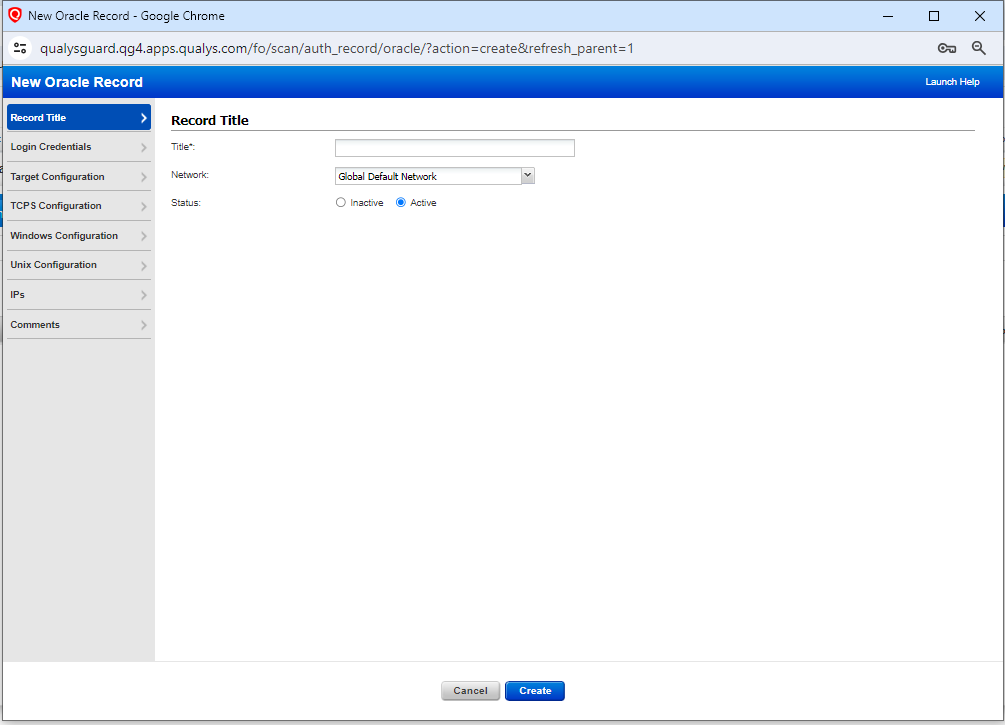 New Oracle Record - Google Chrome
qualysguard.qg4.apps.qualys.com/fo/scan/auth_record/oracle/?action=create&refresh_parent=1
New Oracle Record
Launch Help
Record Title
Login Credentials
Target Configuration
TCPS Configuration
Windows Configuration
Unix Configuration
IPs
Comments
Record Title
Title*:
Network: Global Default Network
Status: Inactive Active
Cancel Create